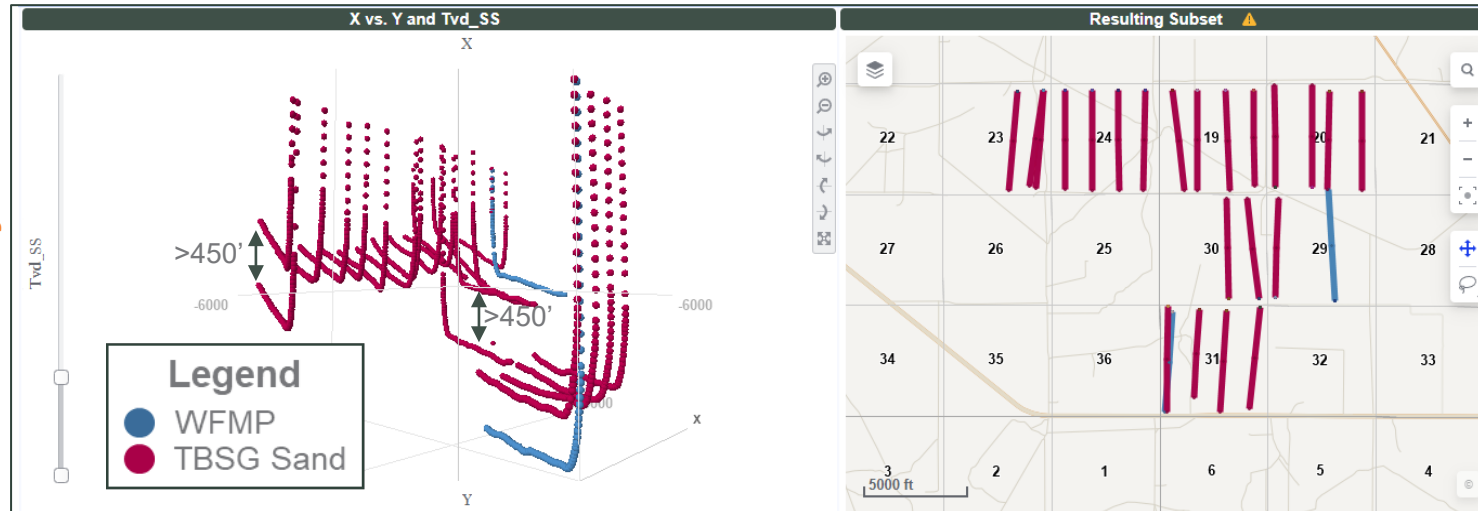 X vs. Y and Tvd_SS
X
Tvd_SS
>450'
-6000
>450'
-6000
X
Y
Legend
WFMP
TBSG Sand
Resulting Subset
22 23 24 19 20 21
27 26 25 30 29 28
34 35 36 31 32 33
3 2 1 6 5 4
5000 ft
+
−
©